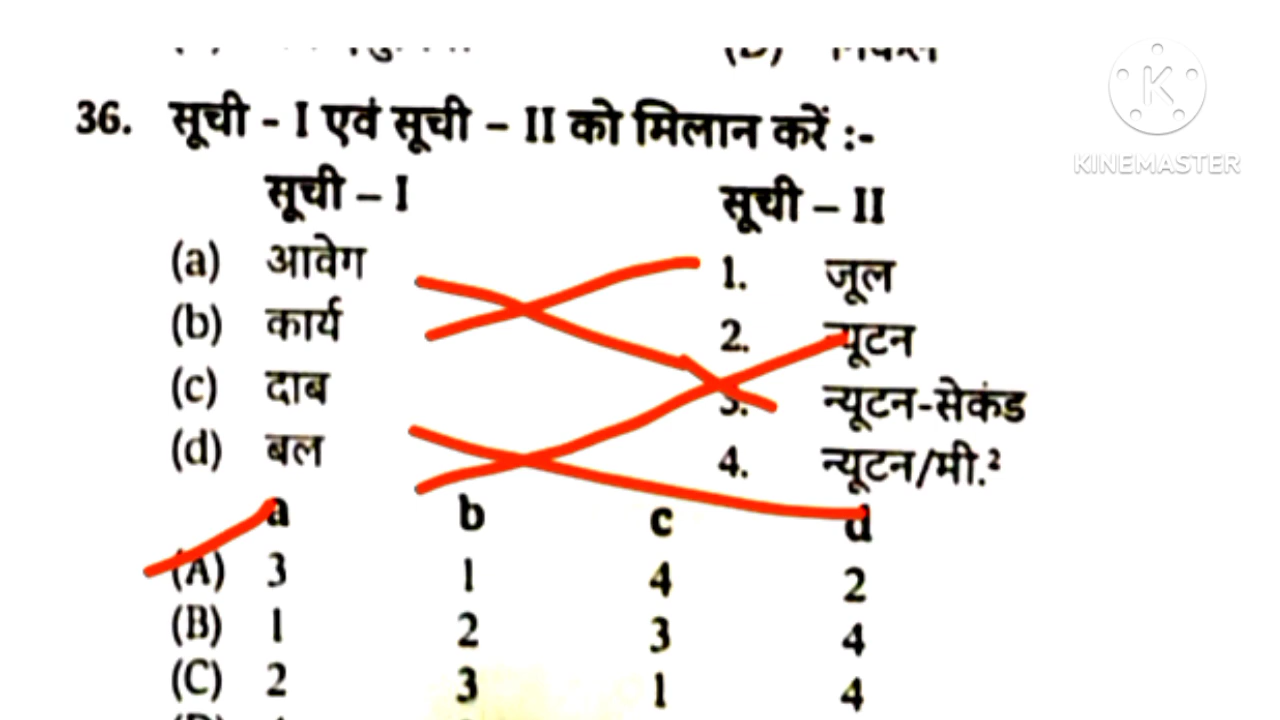 (D) निकेल
K
KINEMASTER
36. सूची - I एवं सूची - II को मिलान करें :-
सूची – I सूची – II
(a) आवेग 1. जूल
(b) कार्य 2. न्यूटन
(c) दाब 3. न्यूटन-सेकंड
(d) बल 4. न्यूटन/मी.²
a b c d
(A) 3 1 4 2
(B) 1 2 3 4
(C) 2 3 1 4